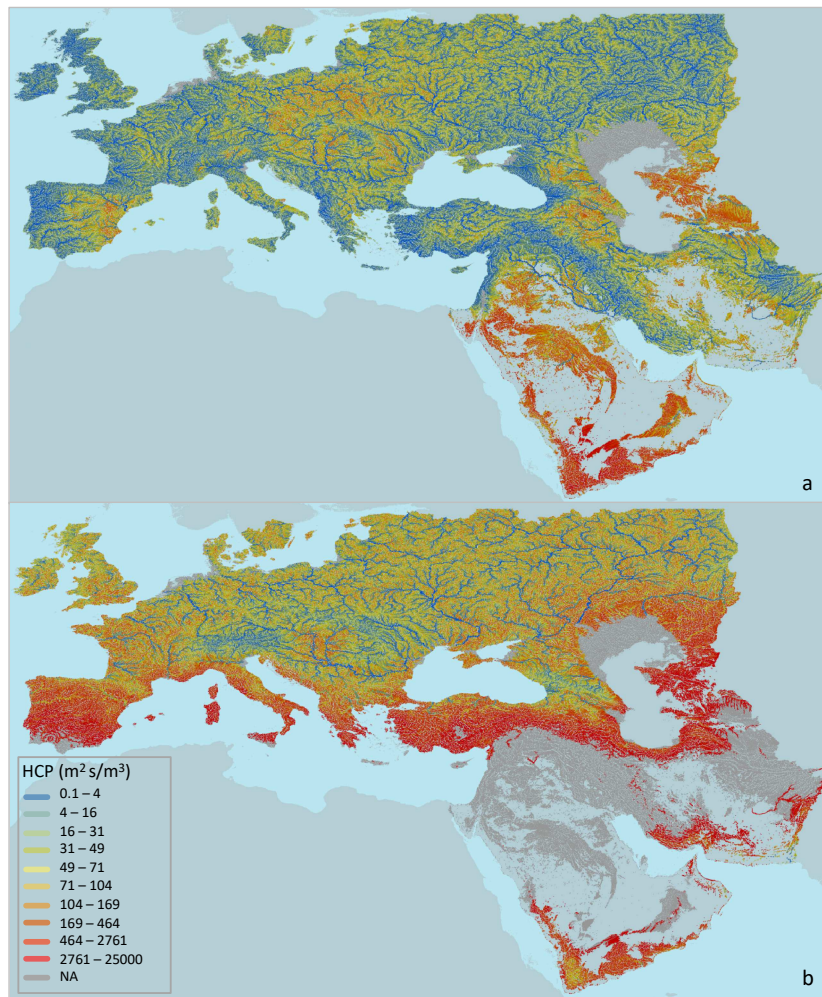 a
HCP (m² s/m³)
0.1 – 4
4 – 16
16 – 31
31 – 49
49 – 71
71 – 104
104 – 169
169 – 464
464 – 2761
2761 – 25000
NA
b